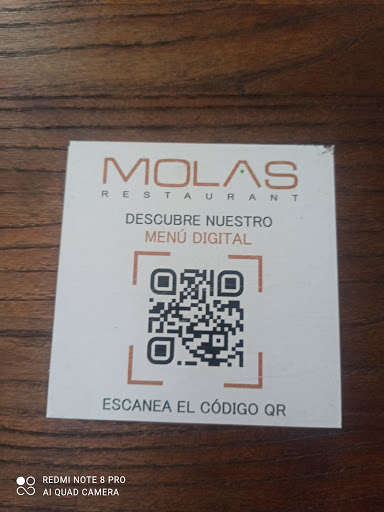 MOLAS
RESTAURANT
DESCUBRE NUESTRO
MENÚ DIGITAL
ESCANEA EL CÓDIGO QR
REDMI NOTE 8 PRO
AI QUAD CAMERA